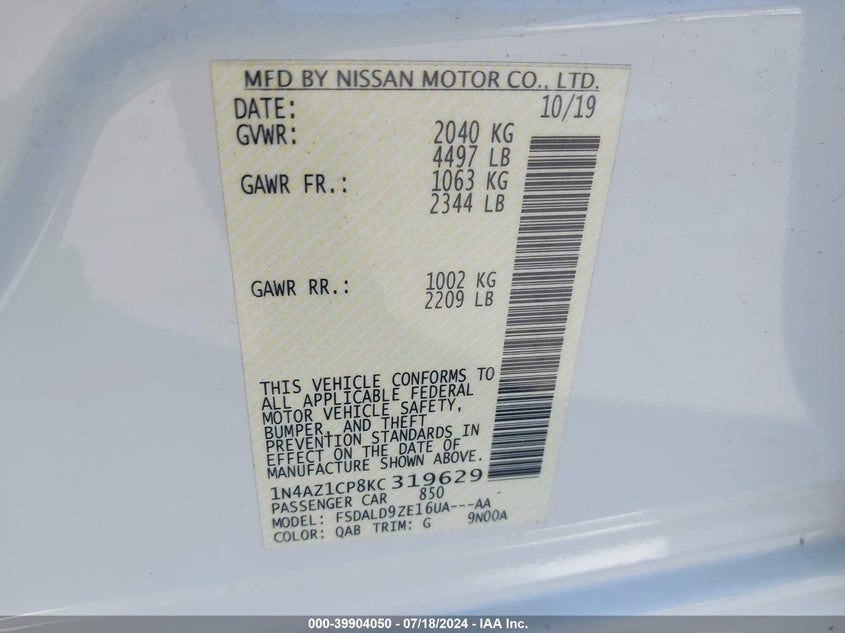 MFD BY NISSAN MOTOR CO., LTD.
DATE: 10/19
GVWR: 2040 KG
4497 LB
GAWR FR.: 1063 KG
2344 LB
GAWR RR.: 1002 KG
2209 LB
THIS VEHICLE CONFORMS TO
ALL APPLICABLE FEDERAL
MOTOR VEHICLE SAFETY,
BUMPER, AND THEFT
PREVENTION STANDARDS IN
EFFECT ON THE DATE OF
MANUFACTURE SHOWN ABOVE.
1N4AZ1CP8KC319629
PASSENGER CAR 850
MODEL: FSDALD9ZE16UA---AA
COLOR: QAB TRIM: G 9N00A
000-39904050 - 07/18/2024 - IAA Inc.